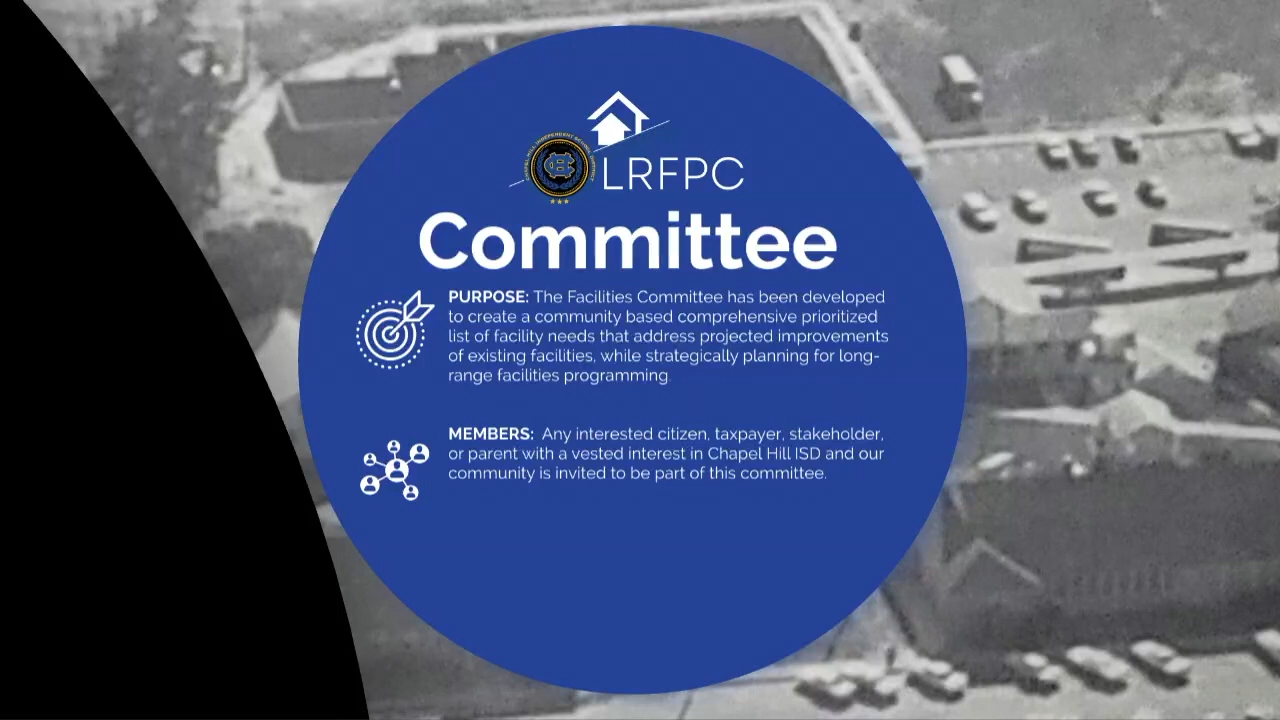 LRFPC
Committee
PURPOSE: The Facilities Committee has been developed
to create a community based comprehensive prioritized
list of facility needs that address projected improvements
of existing facilities, while strategically planning for long-
range facilities programming.
MEMBERS: Any interested citizen, taxpayer, stakeholder,
or parent with a vested interest in Chapel Hill ISD and our
community is invited to be part of this committee.